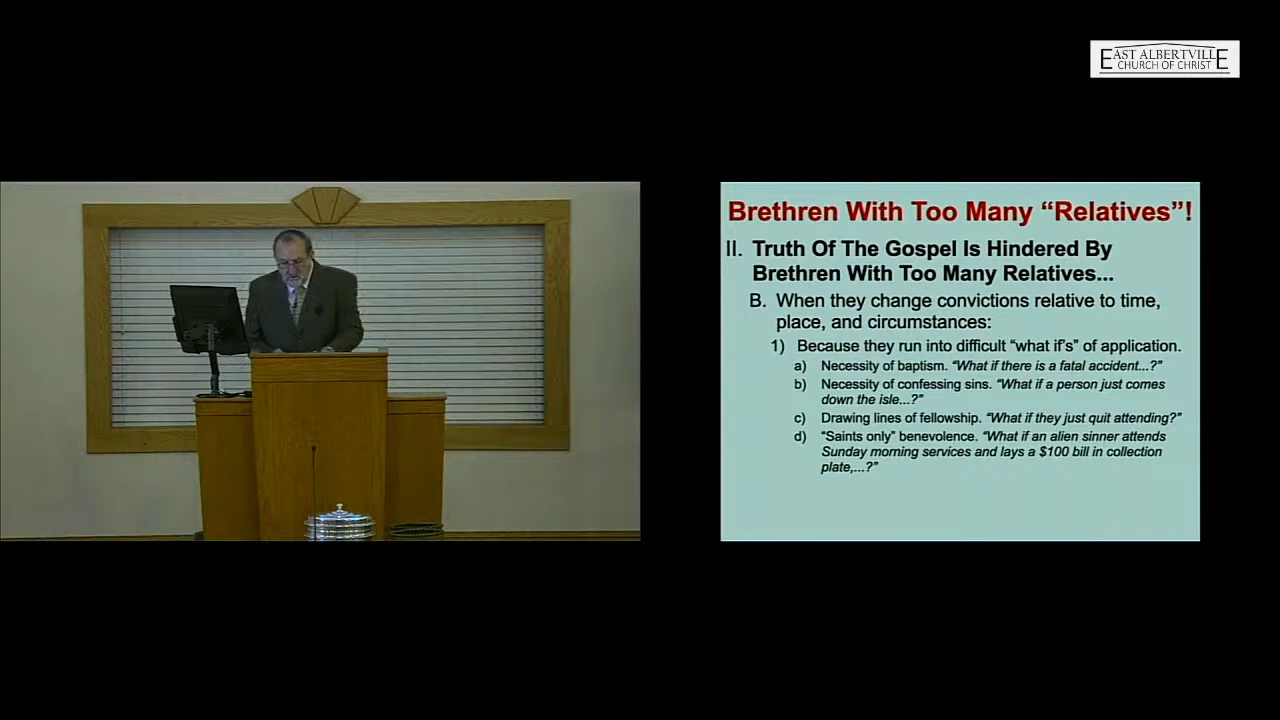 EAST ALBERTVILLE
CHURCH OF CHRIST
Brethren With Too Many “Relatives”!
II. Truth Of The Gospel Is Hindered By
Brethren With Too Many Relatives...
B. When they change convictions relative to time,
place, and circumstances:
1) Because they run into difficult “what if's” of application.
a) Necessity of baptism. “What if there is a fatal accident...?”
b) Necessity of confessing sins. “What if a person just comes
down the isle...?”
c) Drawing lines of fellowship. “What if they just quit attending?”
d) “Saints only” benevolence. “What if an alien sinner attends
Sunday morning services and lays a $100 bill in collection
plate,...?”